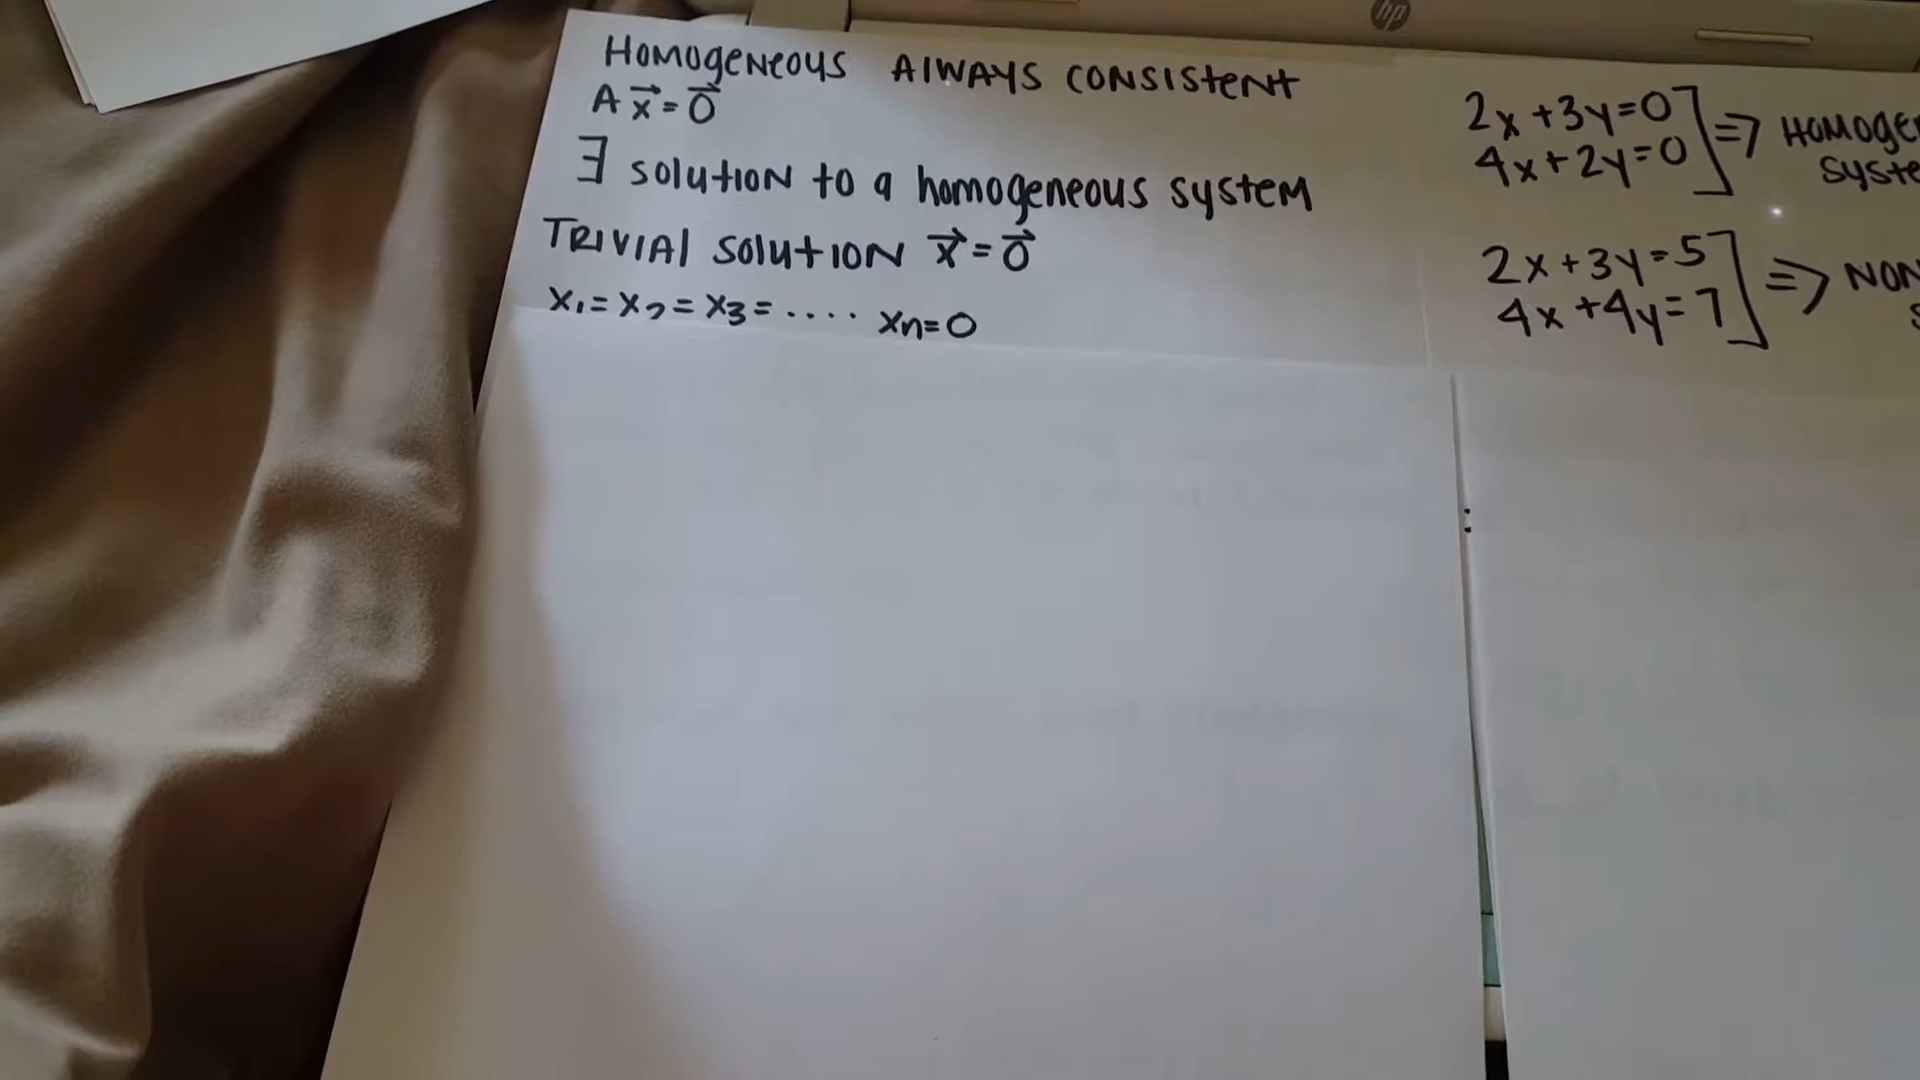 hp
Homogeneous Always consistent
A x⃗ = 0⃗
∃ solution to a homogeneous system
Trivial solution x⃗ = 0⃗
x₁ = x₂ = x₃ = .... xn = 0
2x + 3y = 0
4x + 2y = 0 ] ⇒
2x + 3y = 5
4x + 4y = 7 ] ⇒